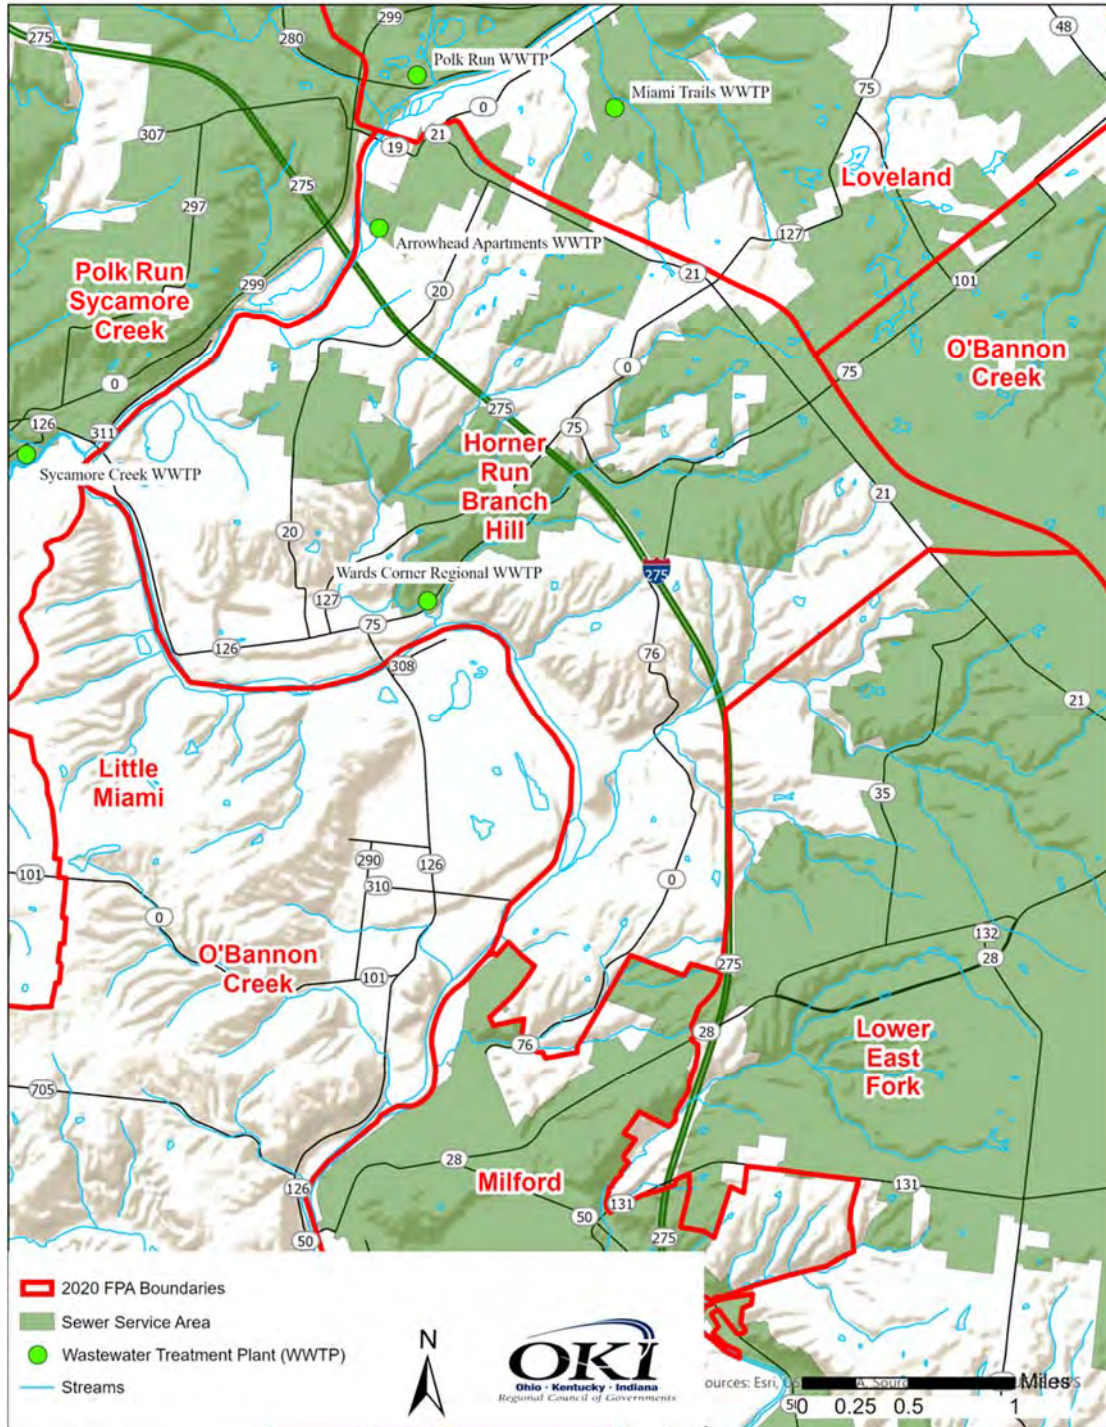 299
48
275
280
Polk Run WWTP
75
Miami Trails WWTP
0
307
21
19
275
Loveland
297
127
Arrowhead Apartments WWTP
21
101
Polk Run
Sycamore
Creek
299
20
O'Bannon
Creek
0
0
75
275
126
311
75
Horner
Run
Branch
Hill
Sycamore Creek WWTP
21
20
275
Wards Corner Regional WWTP
127
75
126
308
76
21
Little
Miami
35
290
126
310
101
0
0
132
O'Bannon
Creek
28
275
101
28
Lower
East
Fork
76
705
28
Milford
131
126
131
50
50
275
2020 FPA Boundaries
Sewer Service Area
Wastewater Treatment Plant (WWTP)
Streams
N
OKI
Ohio • Kentucky • Indiana
Regional Council of Governments
ources: Esri,
Miles
0 0.25 0.5 1